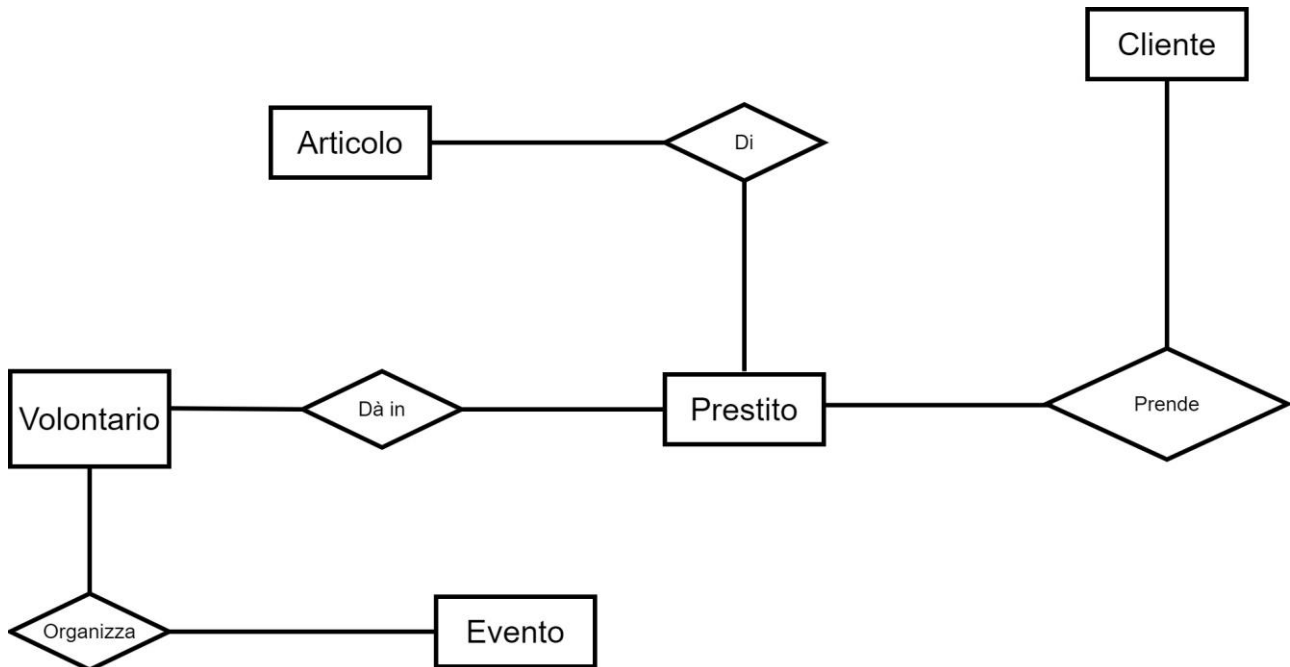 Cliente
Articolo
Di
Volontario
Dà in
Prestito
Prende
Organizza
Evento